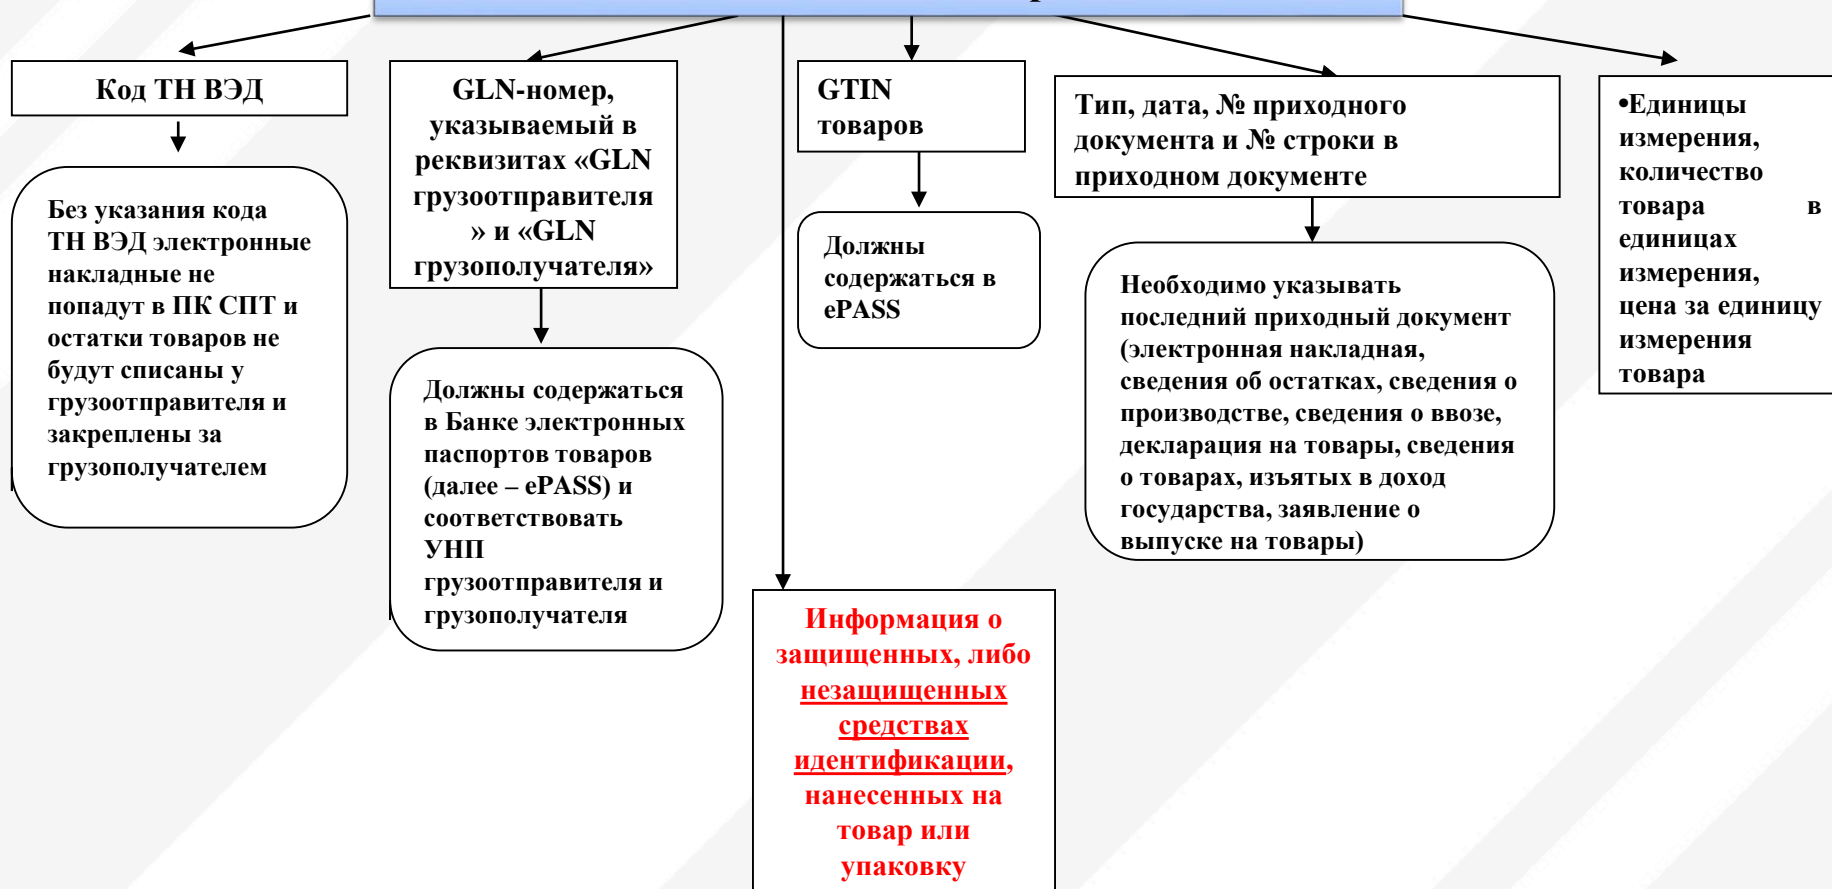 Код ТН ВЭД
Без указания кода
ТН ВЭД электронные
накладные не
попадут в ПК СПТ и
остатки товаров не
будут списаны у
грузоотправителя и
закреплены за
грузополучателем
GLN-номер,
указываемый в
реквизитах «GLN
грузоотправителя
» и «GLN
грузополучателя»
Должны содержаться
в Банке электронных
паспортов товаров
(далее – ePASS) и
соответствовать
УНП
грузоотправителя и
грузополучателя
Информация о
защищенных, либо
незащищенных
средствах
идентификации,
нанесенных на
товар или
упаковку
GTIN
товаров
Должны
содержаться в
ePASS
Тип, дата, № приходного
документа и № строки в
приходном документе
Необходимо указывать
последний приходный документ
(электронная накладная,
сведения об остатках, сведения о
производстве, сведения о ввозе,
декларация на товары, сведения
о товарах, изъятых в доход
государства, заявление о
выпуске на товары)
•Единицы
измерения,
количество
товара в
единицах
измерения,
цена за единицу
измерения
товара